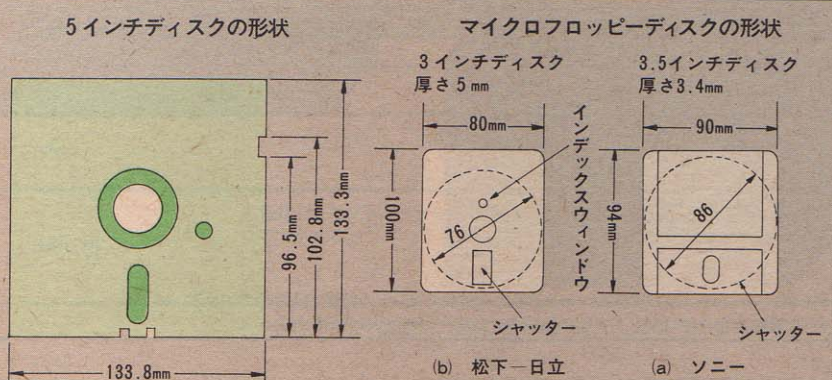 5インチディスクの形状
マイクロフロッピーディスクの形状
3インチディスク
厚さ5mm
3.5インチディスク
厚さ3.4mm
80mm
90mm
インデックスウィンドウ
96.5mm
102.8mm
133.3mm
100mm
76
94mm
86
シャッター
シャッター
133.8mm
(b) 松下―日立
(a) ソニー